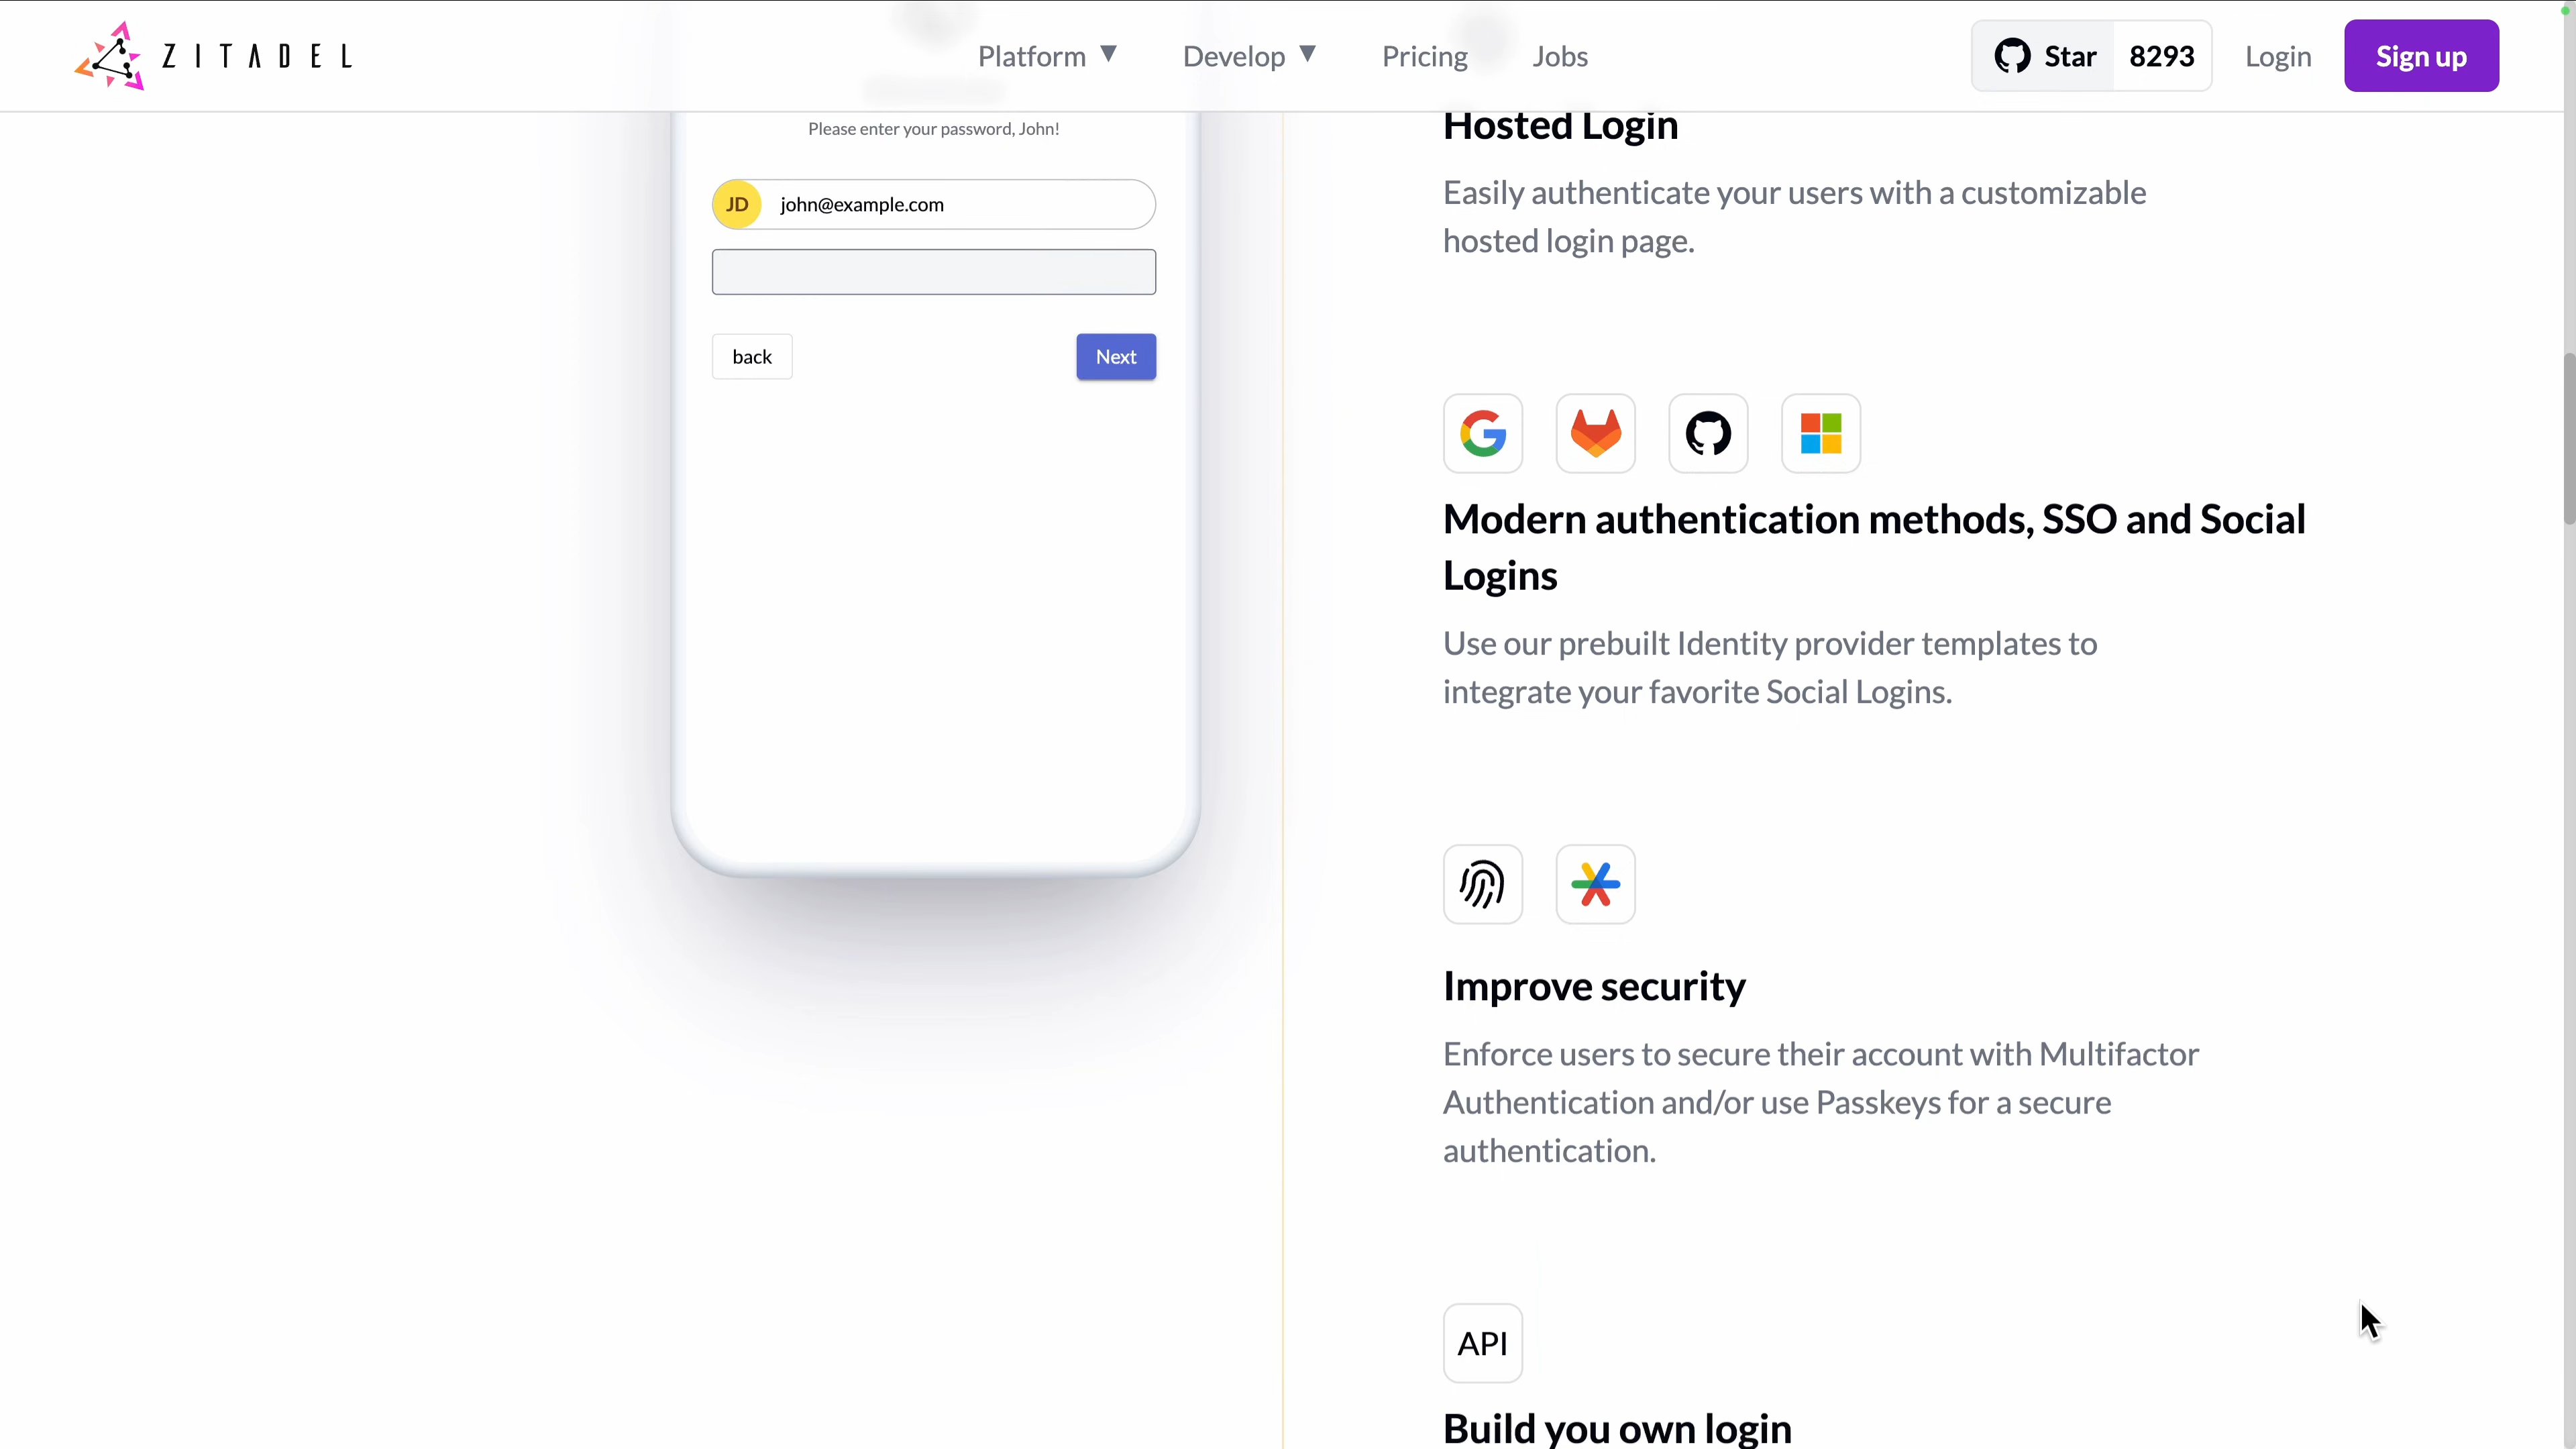 ZITADEL
Platform ▼
Develop ▼
Pricing
Jobs
Star
8293
Login
Sign up
Please enter your password, John!
JD
john@example.com
back
Next
Hosted Login
Easily authenticate your users with a customizable
hosted login page.
Modern authentication methods, SSO and Social
Logins
Use our prebuilt Identity provider templates to
integrate your favorite Social Logins.
Improve security
Enforce users to secure their account with Multifactor
Authentication and/or use Passkeys for a secure
authentication.
API
Build you own login